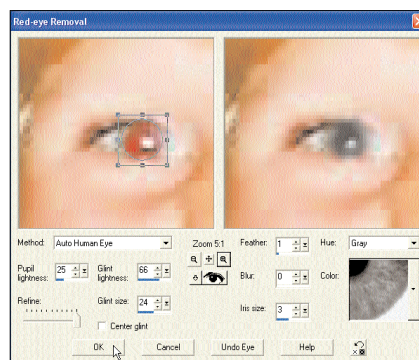 Red-eye Removal
Method: Auto Human Eye
Zoom 5:1
Feather: 1
Hue: Gray
Pupil lightness: 25
Glint lightness: 66
Blur: 0
Color:
Refine:
Glint size: 24
Iris size: 3
Center glint
OK Cancel Undo Eye Help